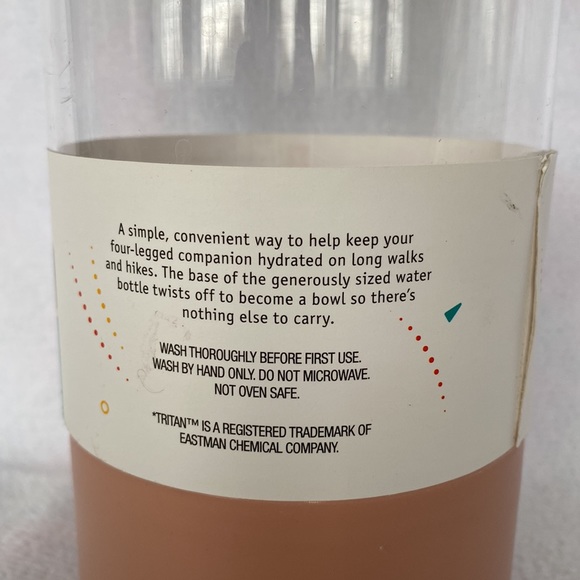 A simple, convenient way to help keep your
four-legged companion hydrated on long walks
and hikes. The base of the generously sized water
bottle twists off to become a bowl so there's
nothing else to carry.
WASH THOROUGHLY BEFORE FIRST USE.
WASH BY HAND ONLY. DO NOT MICROWAVE.
NOT OVEN SAFE.
*TRITAN™ IS A REGISTERED TRADEMARK OF
EASTMAN CHEMICAL COMPANY.